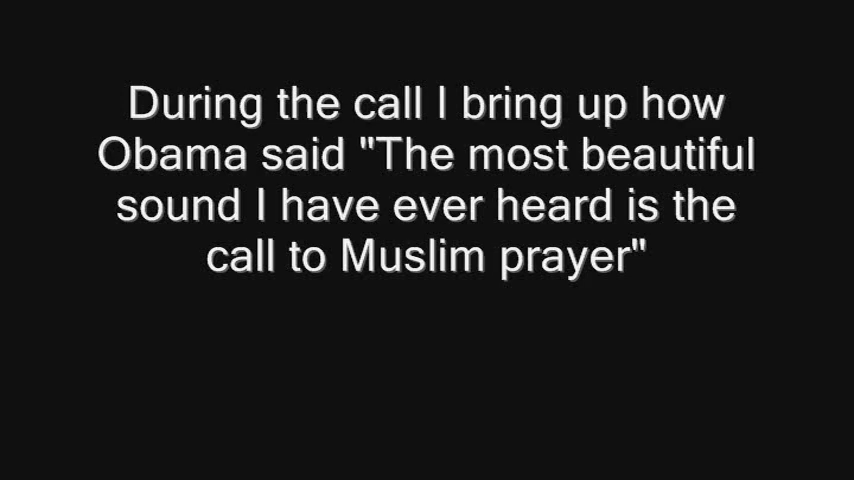 During the call I bring up how
Obama said "The most beautiful
sound I have ever heard is the
call to Muslim prayer"